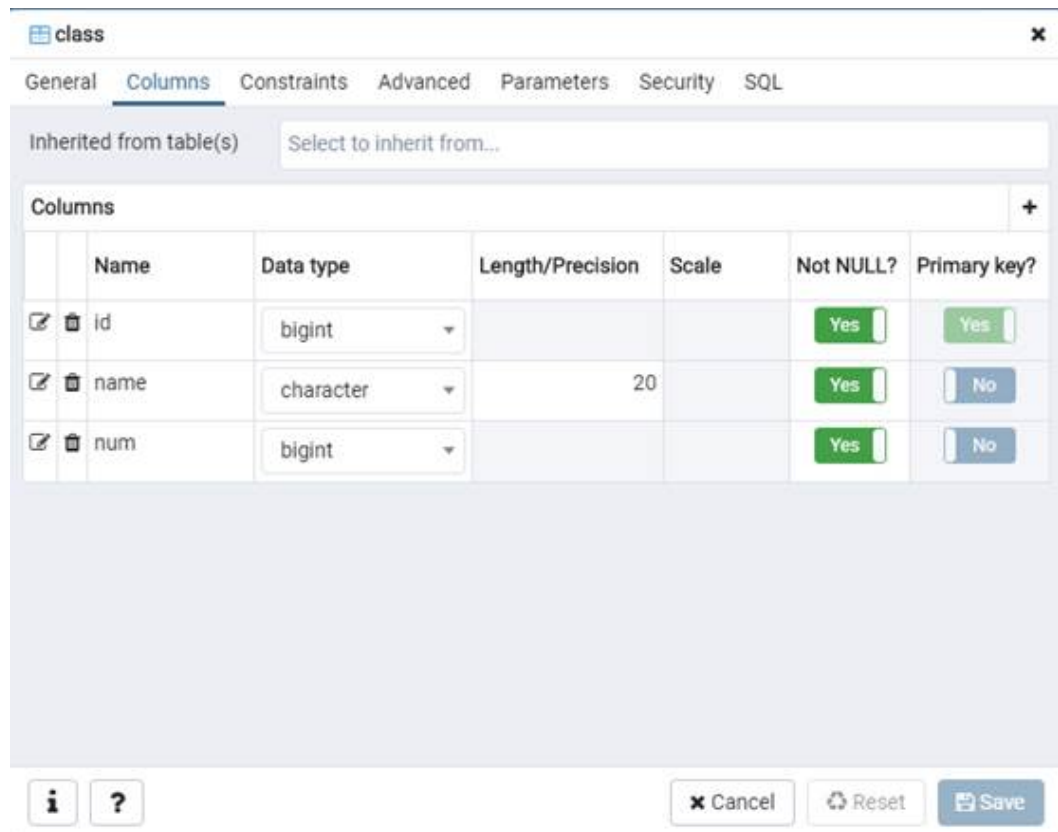 class
General Columns Constraints Advanced Parameters Security SQL
Inherited from table(s) Select to inherit from...
Columns
Name Data type Length/Precision Scale Not NULL? Primary key?
id bigint Yes Yes
name character 20 Yes No
num bigint Yes No
i ? Cancel Reset Save